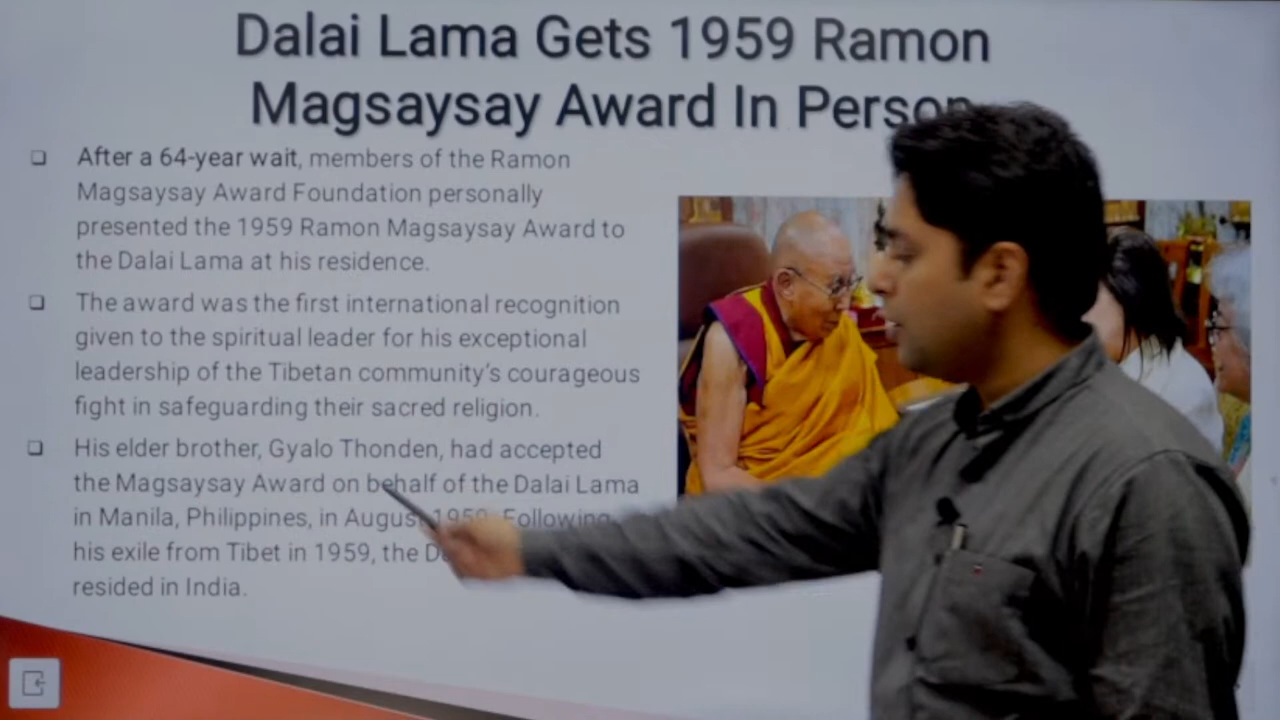 Dalai Lama Gets 1959 Ramon
Magsaysay Award In Person
After a 64-year wait, members of the Ramon
Magsaysay Award Foundation personally
presented the 1959 Ramon Magsaysay Award to
the Dalai Lama at his residence.
The award was the first international recognition
given to the spiritual leader for his exceptional
leadership of the Tibetan community's courageous
fight in safeguarding their sacred religion.
His elder brother, Gyalo Thonden, had accepted
the Magsaysay Award on behalf of the Dalai Lama
in Manila, Philippines, in August 1959. Following
his exile from Tibet in 1959, the
resided in India.